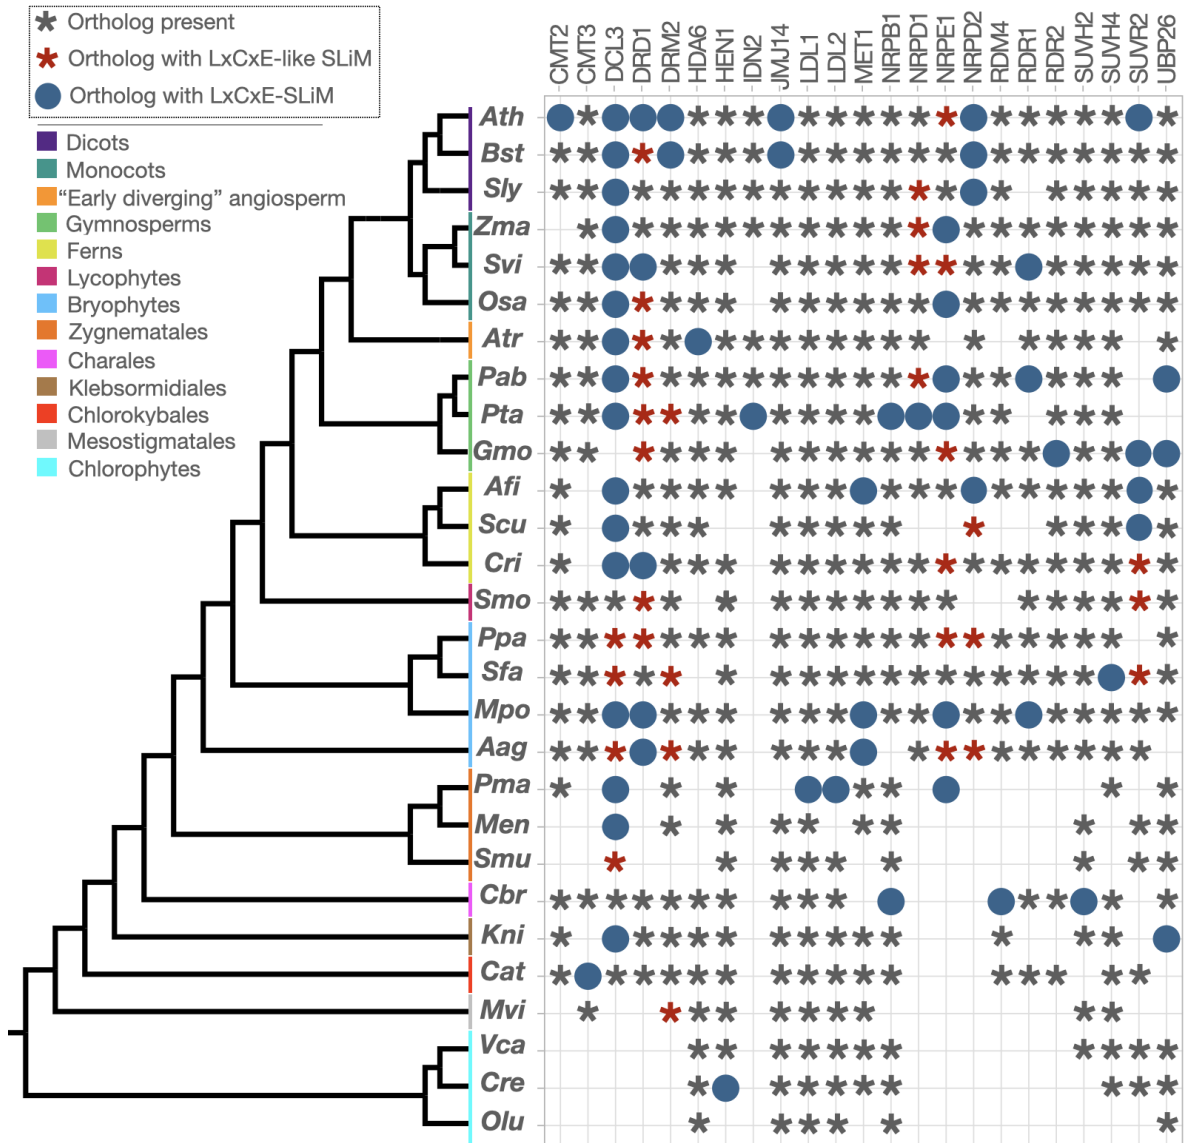 Ortholog present
Ortholog with LxCxE-like SLiM
Ortholog with LxCxE-SLiM
CMT2
CMT3
DCL3
DRD1
DRM2
HDA6
HEN1
IDN2
JMJ14
LDL1
LDL2
MET1
NRPB1
NRPD1
NRPE1
NRPD2
RDM4
RDR1
RDR2
SUVH2
SUVH4
SUVR2
UBP26
Dicots
Monocots
“Early diverging” angiosperm
Gymnosperms
Ferns
Lycophytes
Bryophytes
Zygnematales
Charales
Klebsormidiales
Chlorokybales
Mesostigmatales
Chlorophytes
Ath
Bst
Sly
Zma
Svi
Osa
Atr
Pab
Pta
Gmo
Afi
Scu
Cri
Smo
Ppa
Sfa
Mpo
Aag
Pma
Men
Smu
Cbr
Kni
Cat
Mvi
Vca
Cre
Olu